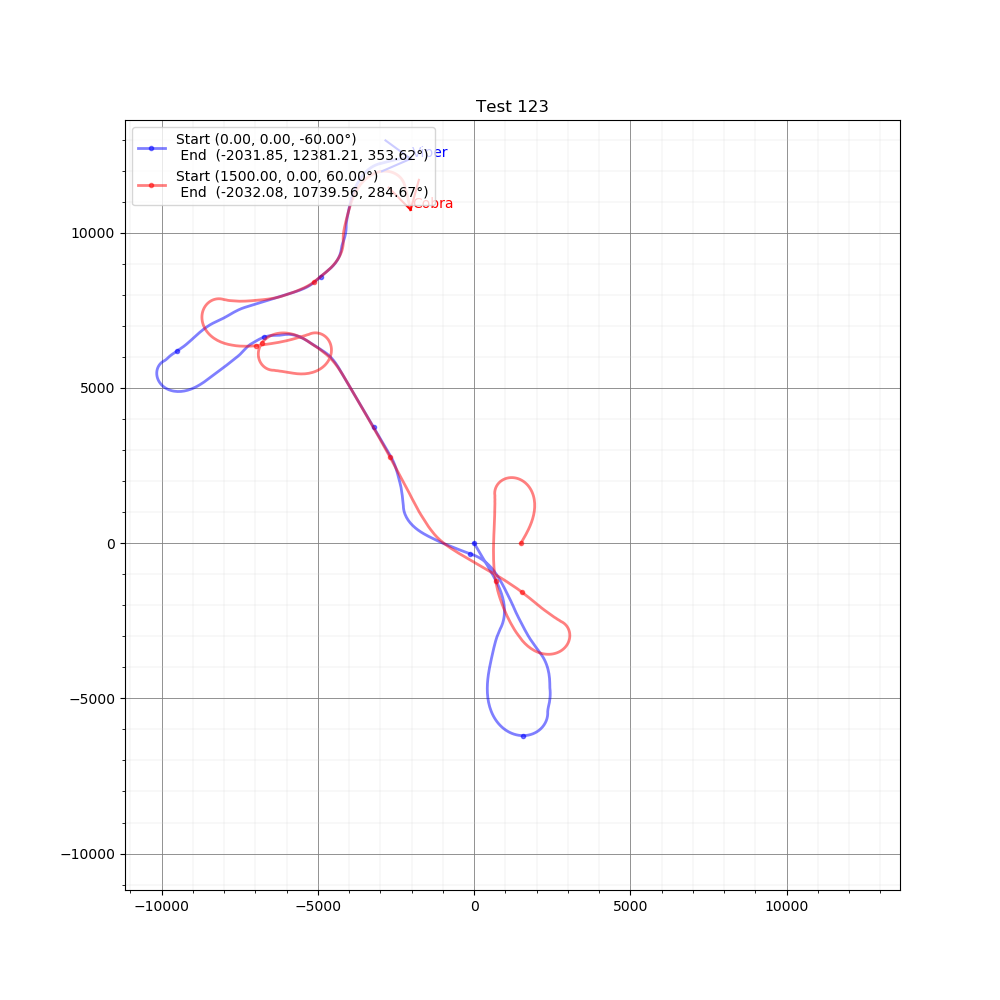 Test 123
Start (0.00, 0.00, -60.00°)
End (-2031.85, 12381.21, 353.62°)
Start (1500.00, 0.00, 60.00°)
End (-2032.08, 10739.56, 284.67°)
Cobra
10000
5000
0
−5000
−10000
−10000 −5000 0 5000 10000